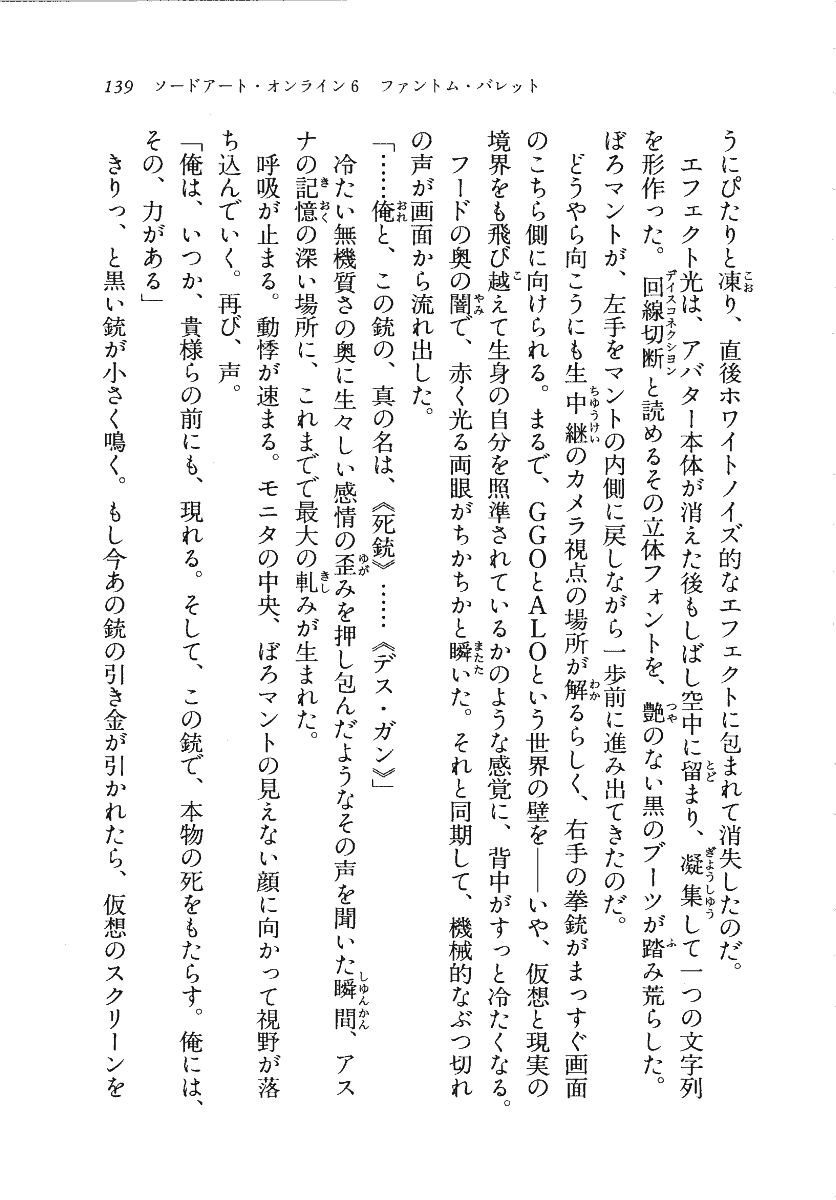 139 ソードアート・オンライン6 ファントム・バレット
うにぴたりと凍り、直後ホワイトノイズ的なエフェクトに包まれて消失したのだ。
エフェクト光は、アバター本体が消えた後もしばし空中に留まり、凝集して一つの文字列
を形作った。回線切断と読めるその立体フォントを、艶のない黒のブーツが踏み荒らした。
ぼろマントが、左手をマントの内側に戻しながら一歩前に進み出てきたのだ。
どうやら向こうにも生中継のカメラ視点の場所が解るらしく、右手の拳銃がまっすぐ画面
のこちら側に向けられる。まるで、GGOとALOという世界の壁を――いや、仮想と現実の
境界をも飛び越えて生身の自分を照準されているかのような感覚に、背中がすっと冷たくなる。
フードの奥の闇で、赤く光る両眼がちかちかと瞬いた。それと同期して、機械的なぶつ切れ
の声が画面から流れ出した。
「……俺と、この銃の、真の名は、《死銃》……《デス・ガン》」
冷たい無機質さの奥に生々しい感情の歪みを押し包んだようなその声を聞いた瞬間、アス
ナの記憶の深い場所に、これまでで最大の軋みが生まれた。
呼吸が止まる。動悸が速まる。モニタの中央、ぼろマントの見えない顔に向かって視野が落
ち込んでいく。再び、声。
「俺は、いつか、貴様らの前にも、現れる。そして、この銃で、本物の死をもたらす。俺には、
その、力がある」
きりっ、と黒い銃が小さく鳴く。もし今あの銃の引き金が引かれたら、仮想のスクリーンを